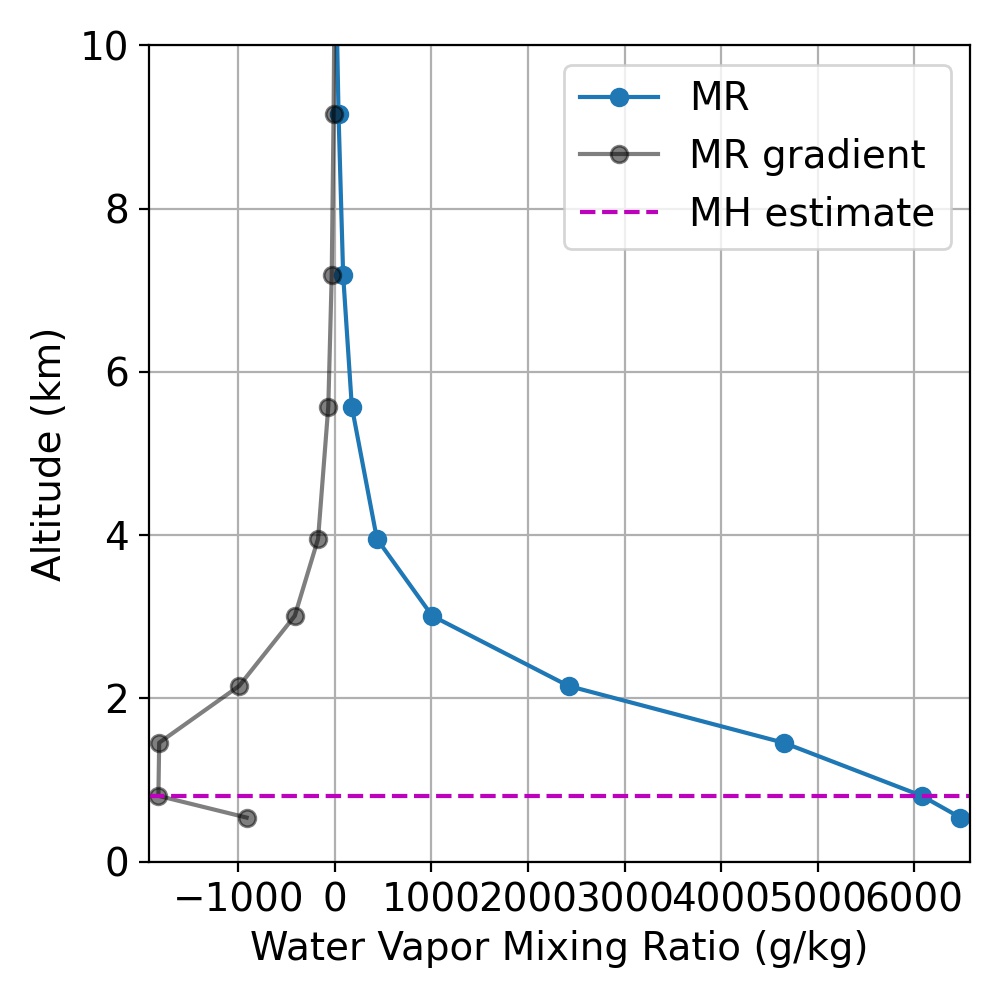 10
8
6
4
2
0
Altitude (km)
MR
MR gradient
MH estimate
−1000 0 1000 2000 3000 4000 5000 6000
Water Vapor Mixing Ratio (g/kg)